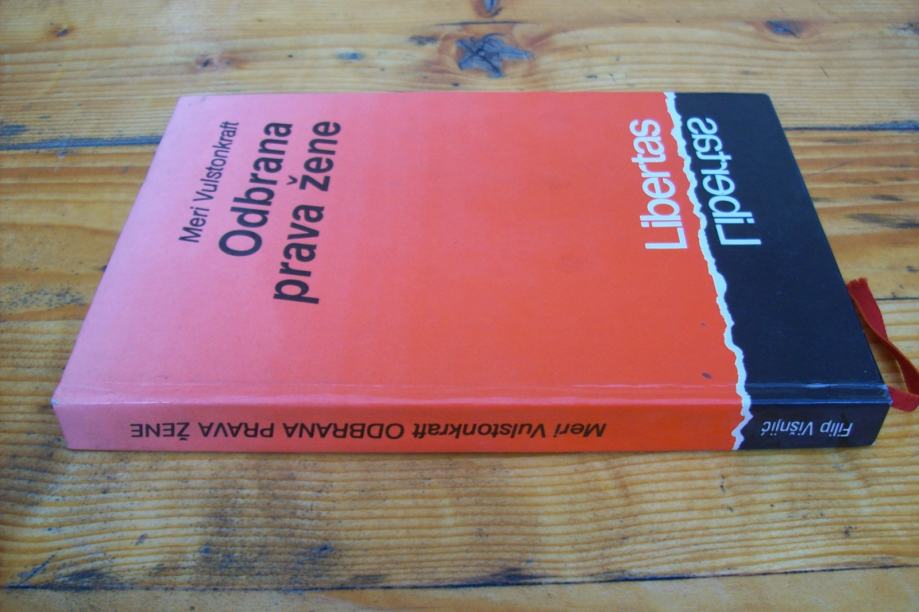 Meri Vulstonkraft
Odbrana
prava žene
Libertas
Libertas
Meri Vulstonkraft ODBRANA PRAVA ŽENE
Filip Višnjić